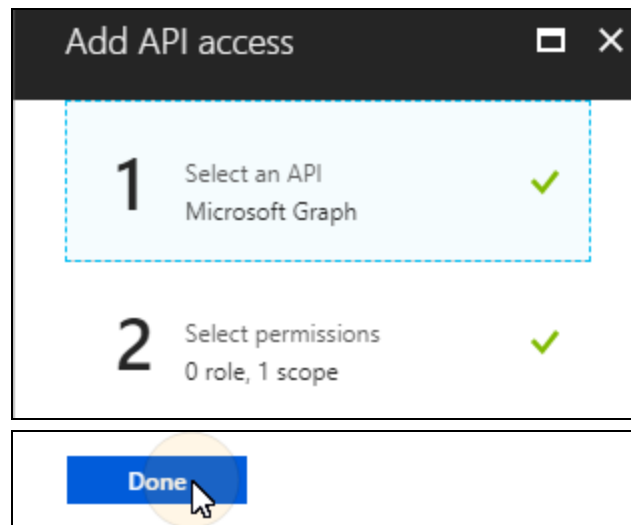 Add API access
1
Select an API
Microsoft Graph
2
Select permissions
0 role, 1 scope
Done